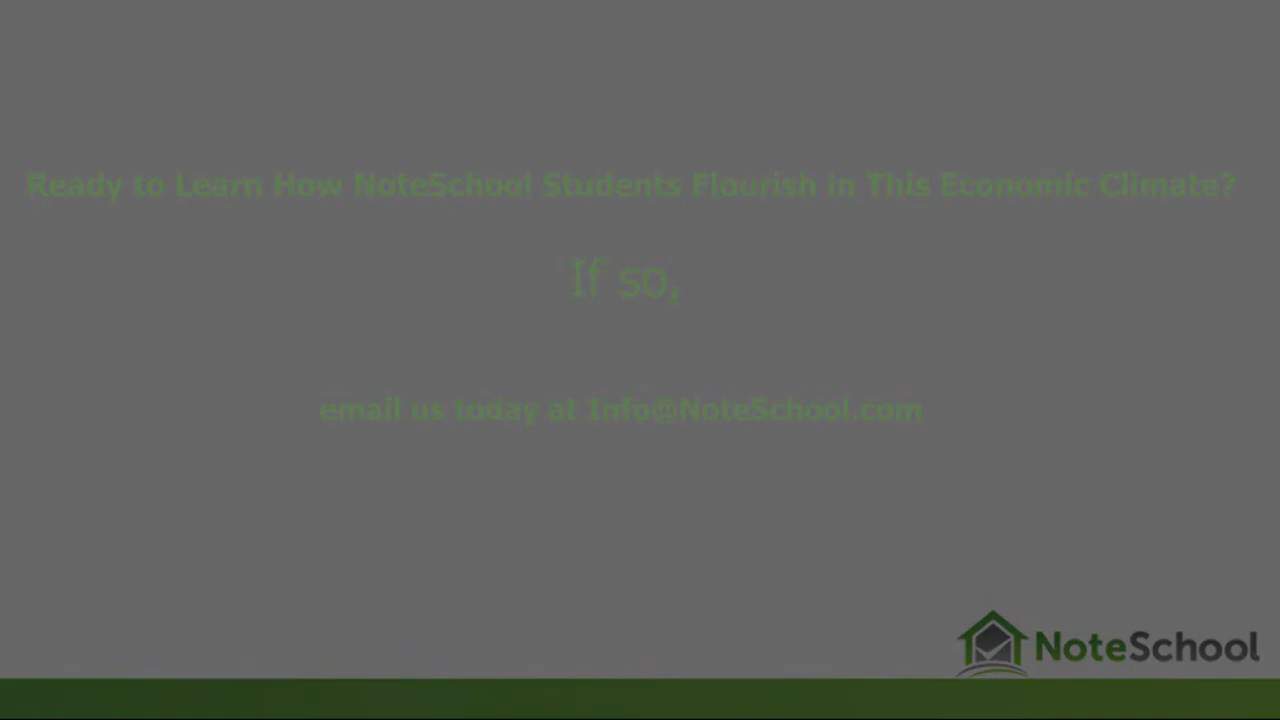 Ready to Learn How NoteSchool Students Flourish in This Economic Climate?
If so,
email us today at Info@NoteSchool.com
NoteSchool